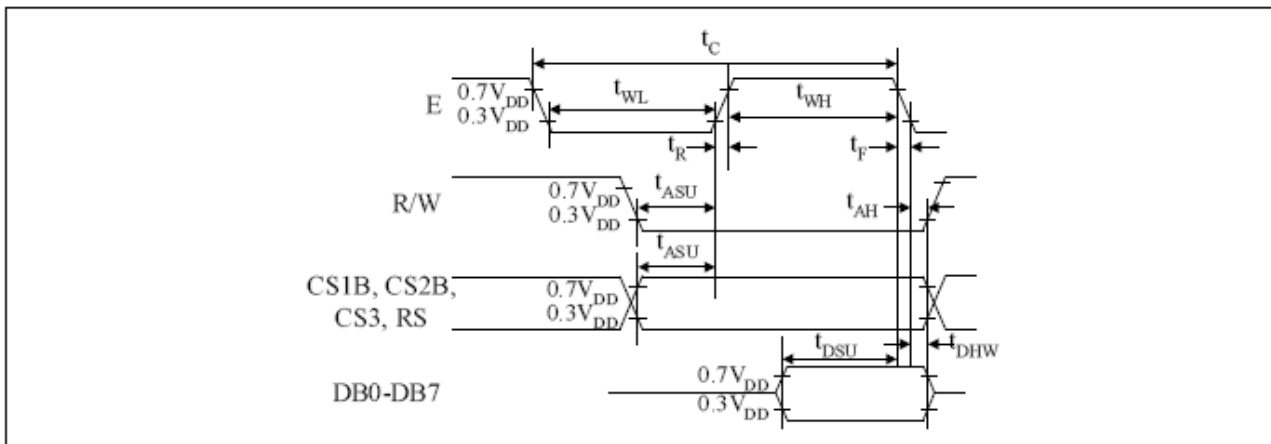 t_C
0.7V_DD
t_WL
t_WH
E
0.3V_DD
t_R
t_F
0.7V_DD
t_ASU
t_AH
R/W
0.3V_DD
t_ASU
CS1B, CS2B,
0.7V_DD
CS3, RS
0.3V_DD
t_DSU
t_DHW
0.7V_DD
DB0-DB7
0.3V_DD